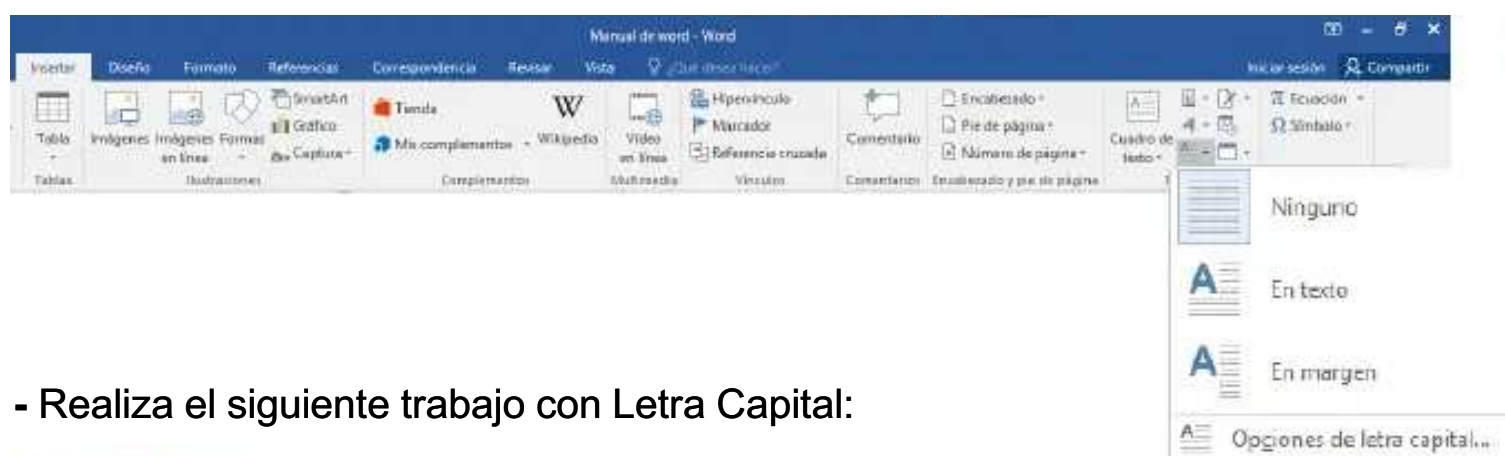 Manual de word - Word
Insertar Diseño Formato Referencias Correspondencia Revisar Vista ¿Qué desea hacer? Iniciar sesión Compartir
Tabla Imágenes Imágenes en línea Formas SmartArt Gráfico Captura Tienda Mis complementos Wikipedia Vídeo en línea Hipervínculo Marcador Referencia cruzada Comentario Encabezado Pie de página Número de página Cuadro de texto Ecuación Símbolo
Tablas Ilustraciones Complementos Multimedia Vínculos Comentarios Encabezado y pie de página
Ninguno
En texto
En margen
Opciones de letra capital...
- Realiza el siguiente trabajo con Letra Capital: